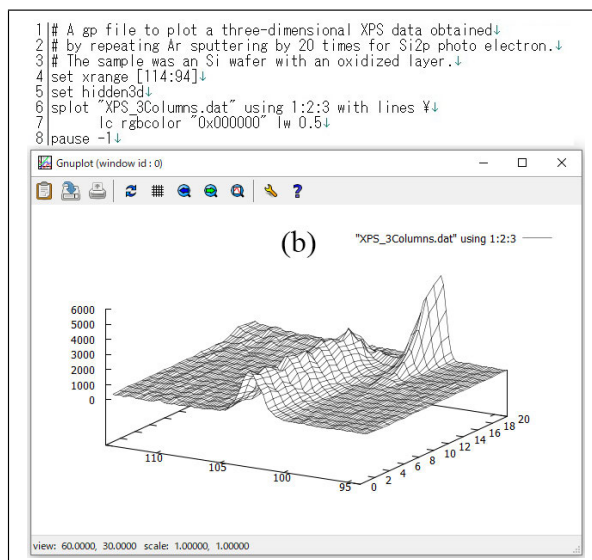 1|# A gp file to plot a three-dimensional XPS data obtained↓
2|# by repeating Ar sputtering by 20 times for Si2p photo electron.↓
3|# The sample was an Si wafer with an oxidized layer.↓
4|set xrange [114:94]↓
5|set hidden3d↓
6|splot "XPS_3Columns.dat" using 1:2:3 with lines ¥↓
7|        lc rgbcolor "0x000000" lw 0.5↓
8|pause -1↓
Gnuplot (window id : 0)
(b)
"XPS_3Columns.dat" using 1:2:3
6000
5000
4000
3000
2000
1000
0
110
105
100
95
0
2
4
6
8
10
12
14
16
18
20
view: 60.0000, 30.0000 scale: 1.00000, 1.00000